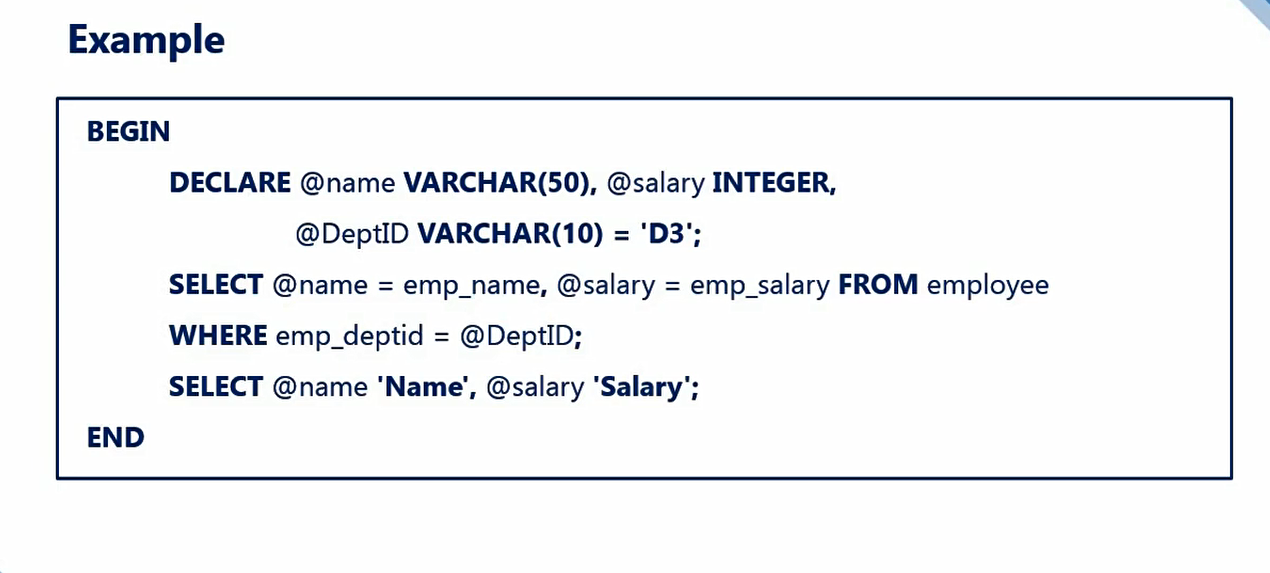 Example
BEGIN
DECLARE @name VARCHAR(50), @salary INTEGER,
@DeptID VARCHAR(10) = 'D3';
SELECT @name = emp_name, @salary = emp_salary FROM employee
WHERE emp_deptid = @DeptID;
SELECT @name 'Name', @salary 'Salary';
END